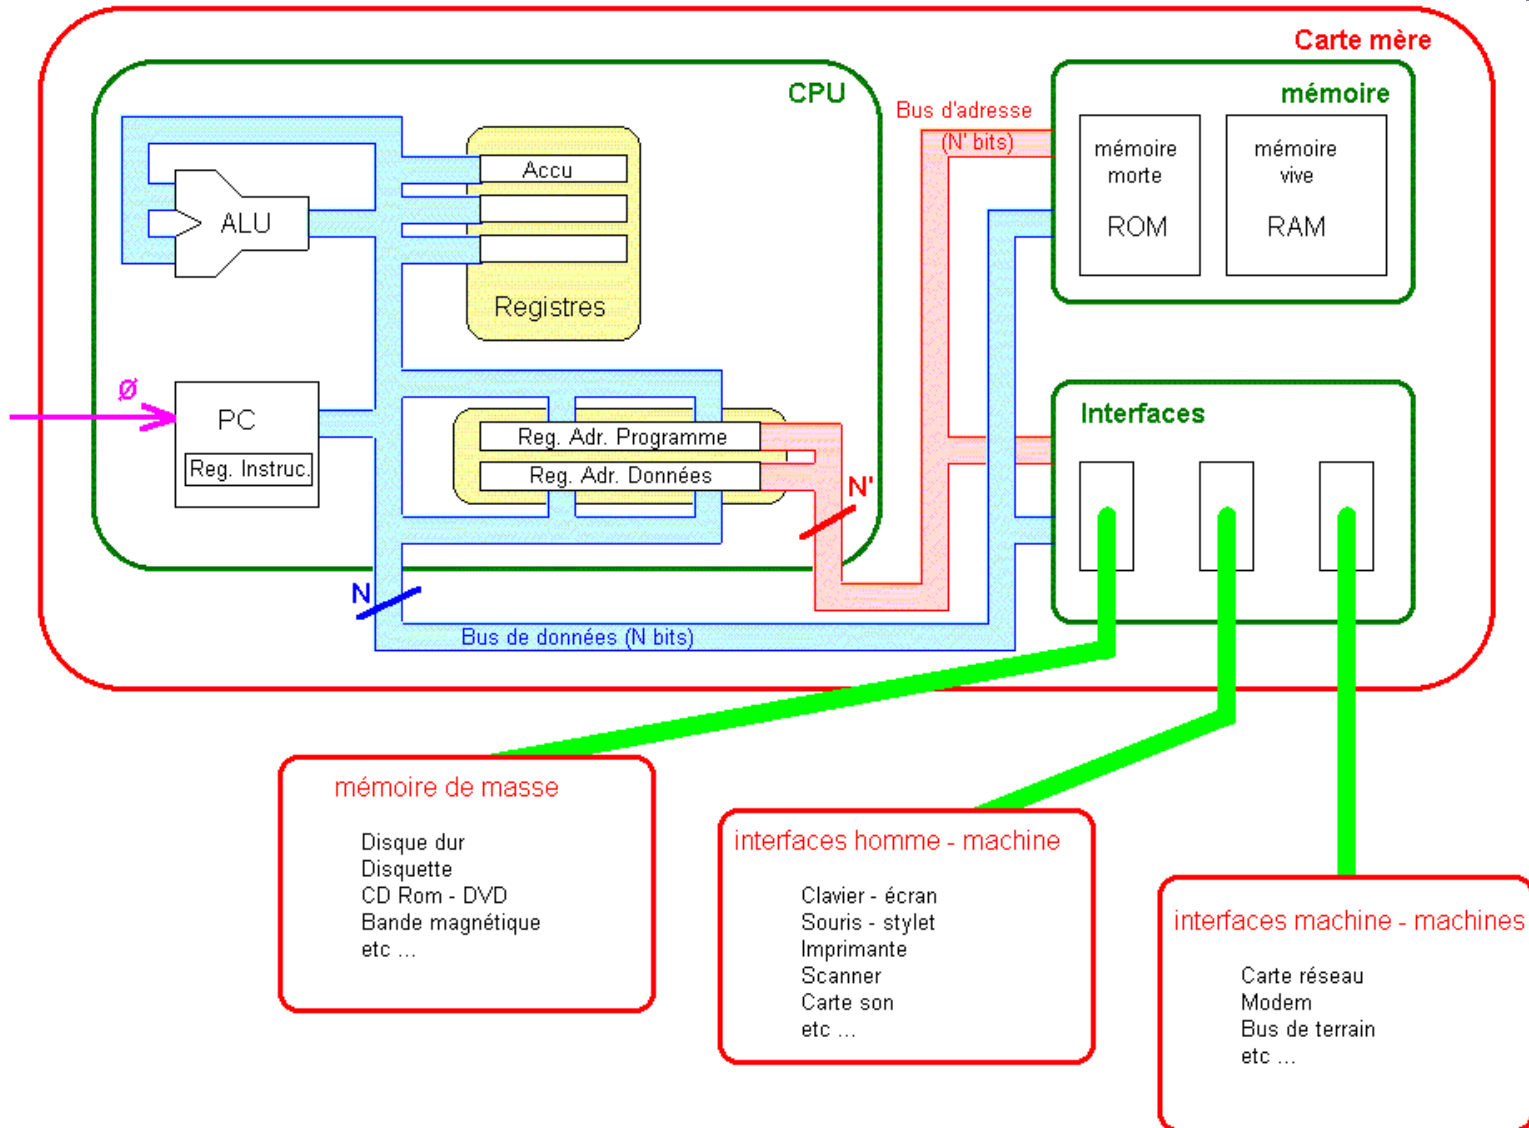 Carte mère
CPU
mémoire
Bus d'adresse
(N' bits)
mémoire
morte
ROM
mémoire
vive
RAM
Accu
ALU
Registres
Ø
PC
Reg. Instruc.
Reg. Adr. Programme
Reg. Adr. Données
N'
Interfaces
N
Bus de données (N bits)
mémoire de masse
Disque dur
Disquette
CD Rom - DVD
Bande magnétique
etc ...
interfaces homme - machine
Clavier - écran
Souris - stylet
Imprimante
Scanner
Carte son
etc ...
interfaces machine - machines
Carte réseau
Modem
Bus de terrain
etc ...